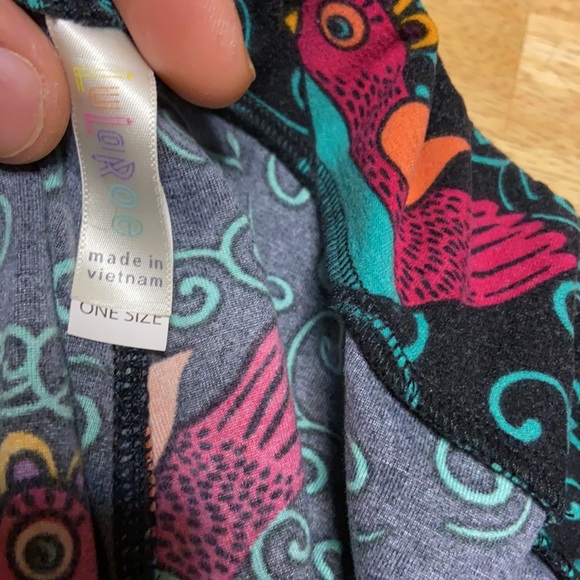 LuLaRoe
made in
vietnam
ONE SIZE